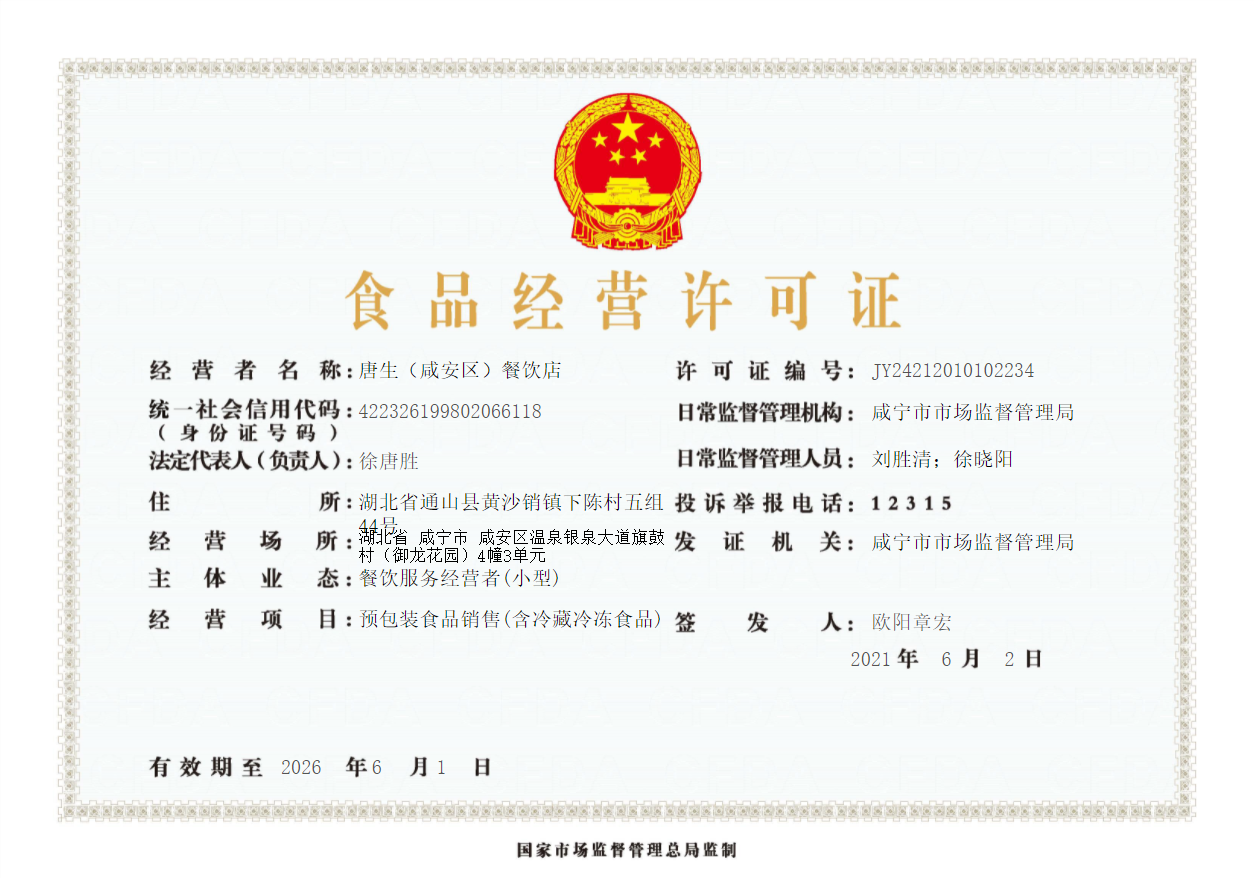 食品经营许可证
经营者名称：唐生（咸安区）餐饮店
许可证编号：JY24212010102234
统一社会信用代码：422326199802066118
（身份证号码）
日常监督管理机构：咸宁市市场监督管理局
法定代表人（负责人）：徐唐胜
日常监督管理人员：刘胜清；徐晓阳
住所：湖北省通山县黄沙销镇下陈村五组
44号
投诉举报电话：12315
经营场所：湖北省 咸宁市 咸安区温泉银泉大道旗鼓
村（御龙花园）4幢3单元
发证机关：咸宁市市场监督管理局
主体业态：餐饮服务经营者(小型)
经营项目：预包装食品销售(含冷藏冷冻食品)
签发人：欧阳章宏
2021 年 6 月 2 日
有效期至 2026 年 6 月 1 日
国家市场监督管理总局监制